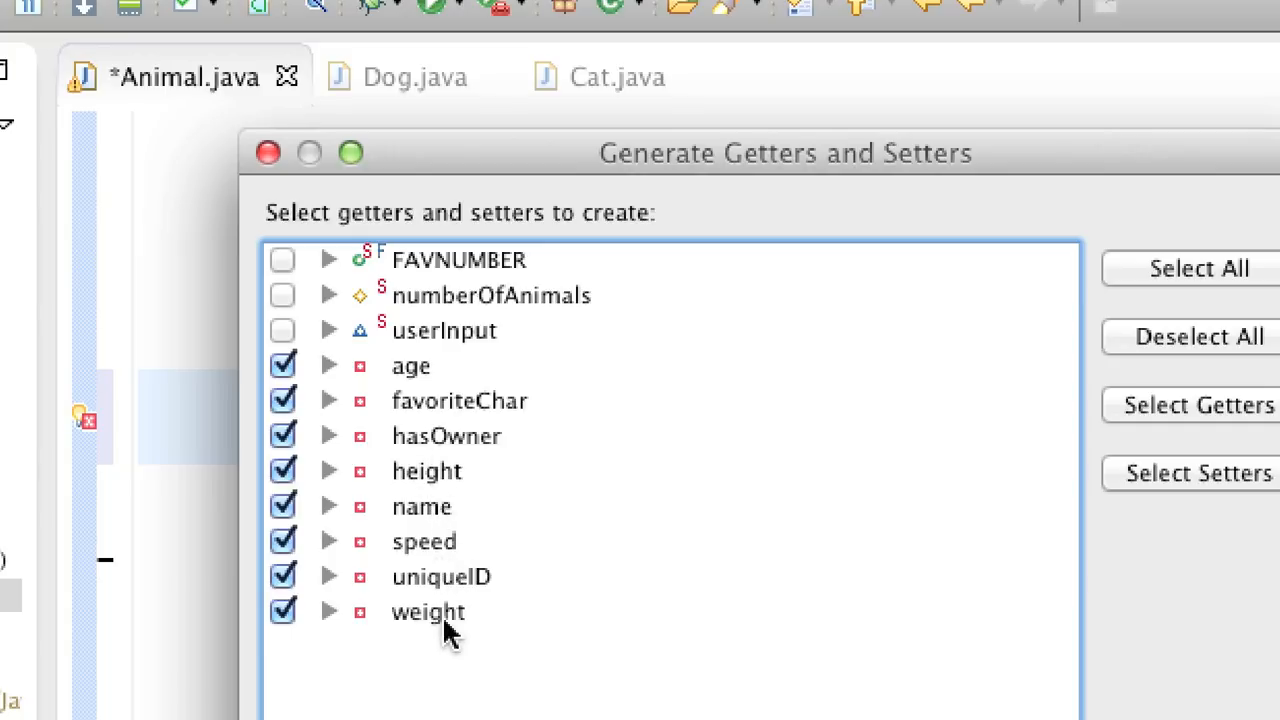 *Animal.java Dog.java Cat.java
Generate Getters and Setters
Select getters and setters to create:
FAVNUMBER
numberOfAnimals
userInput
age
favoriteChar
hasOwner
height
name
speed
uniqueID
weight
Select All
Deselect All
Select Getters
Select Setters